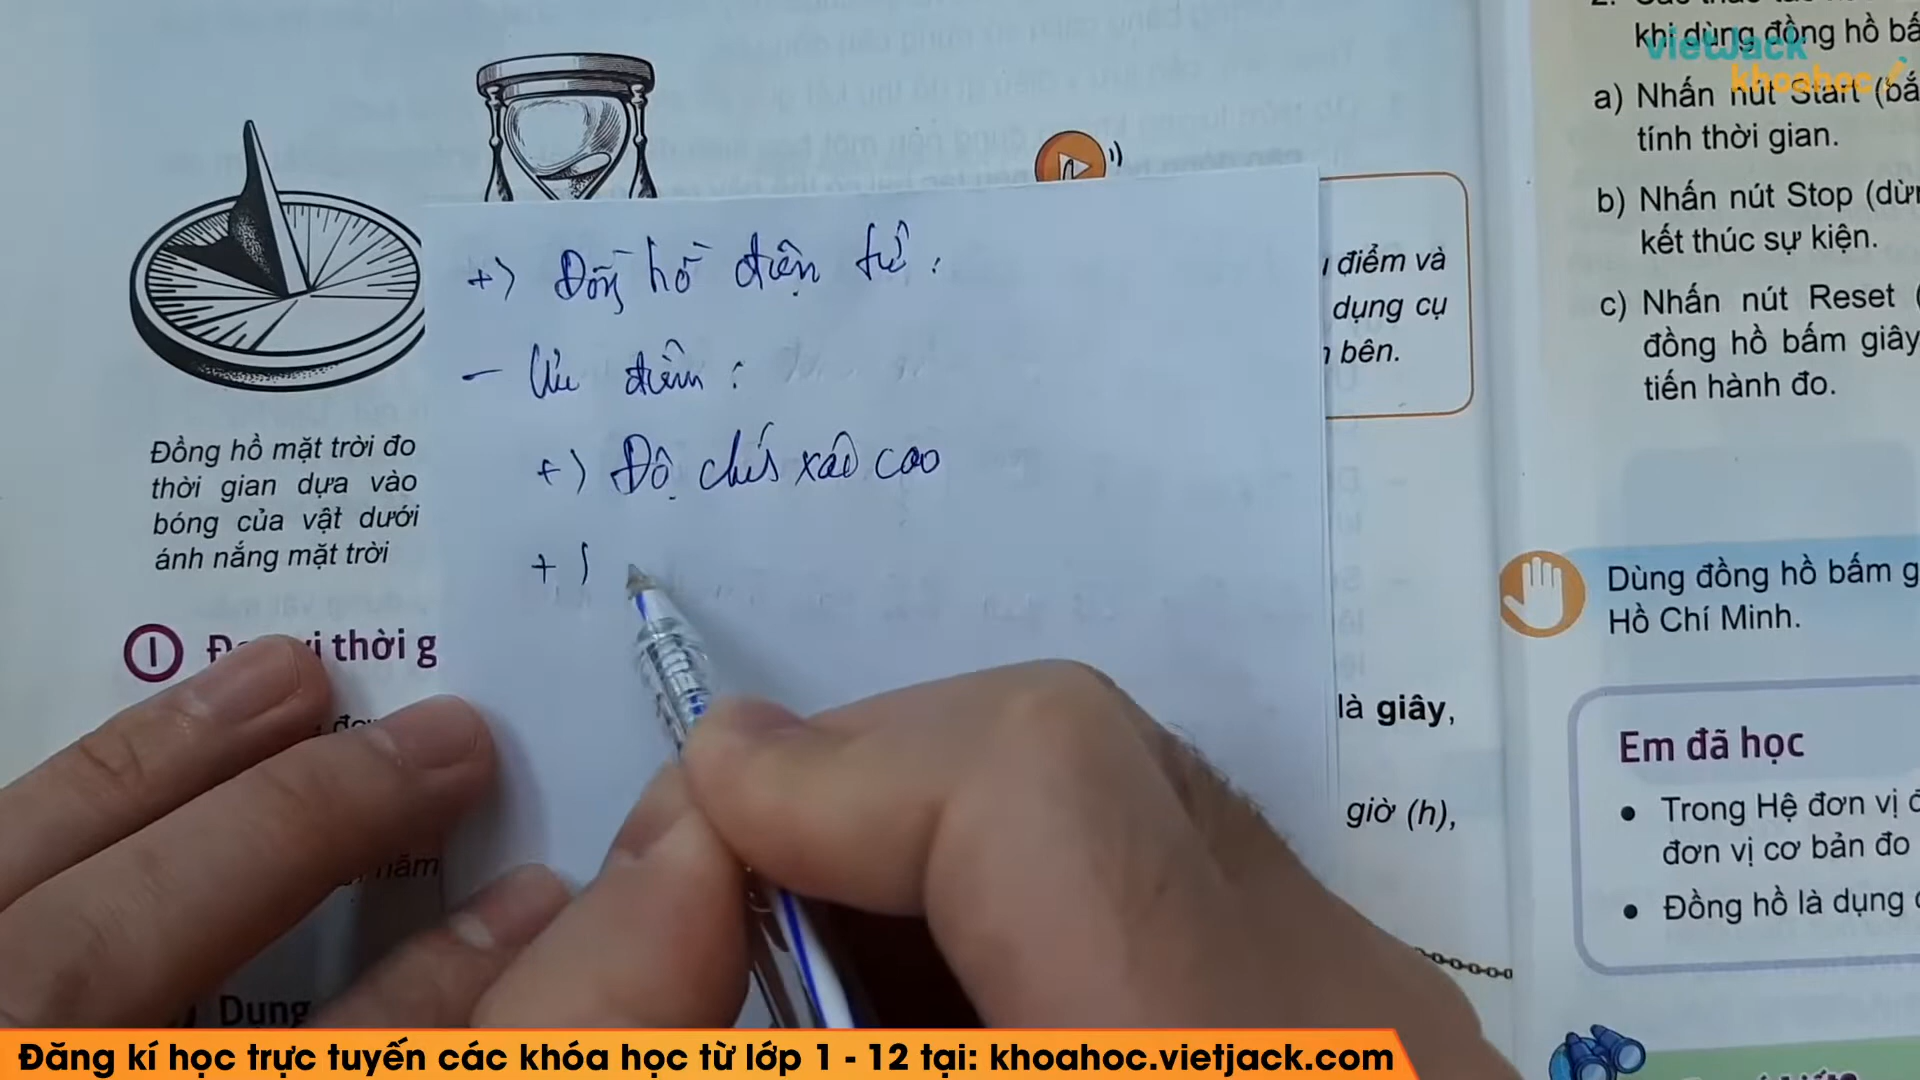 vietJack
khoahoc
khi dùng đồng hồ bấ
a) Nhấn nút Start (bắ
tính thời gian.
b) Nhấn nút Stop (dừ
kết thúc sự kiện.
c) Nhấn nút Reset (
đồng hồ bấm giây
tiến hành đo.
điểm và
dụng cụ
bên.
+) Đồng hồ điện tử :
- Ưu điểm :
+) Độ chính xác cao
+)
Đồng hồ mặt trời đo
thời gian dựa vào
bóng của vật dưới
ánh nắng mặt trời
I thời g
năm
Dụng
là giây,
giờ (h),
Dùng đồng hồ bấm g
Hồ Chí Minh.
Em đã học
• Trong Hệ đơn vị đ
đơn vị cơ bản đo
• Đồng hồ là dụng c
Đăng kí học trực tuyến các khóa học từ lớp 1 - 12 tại: khoahoc.vietjack.com